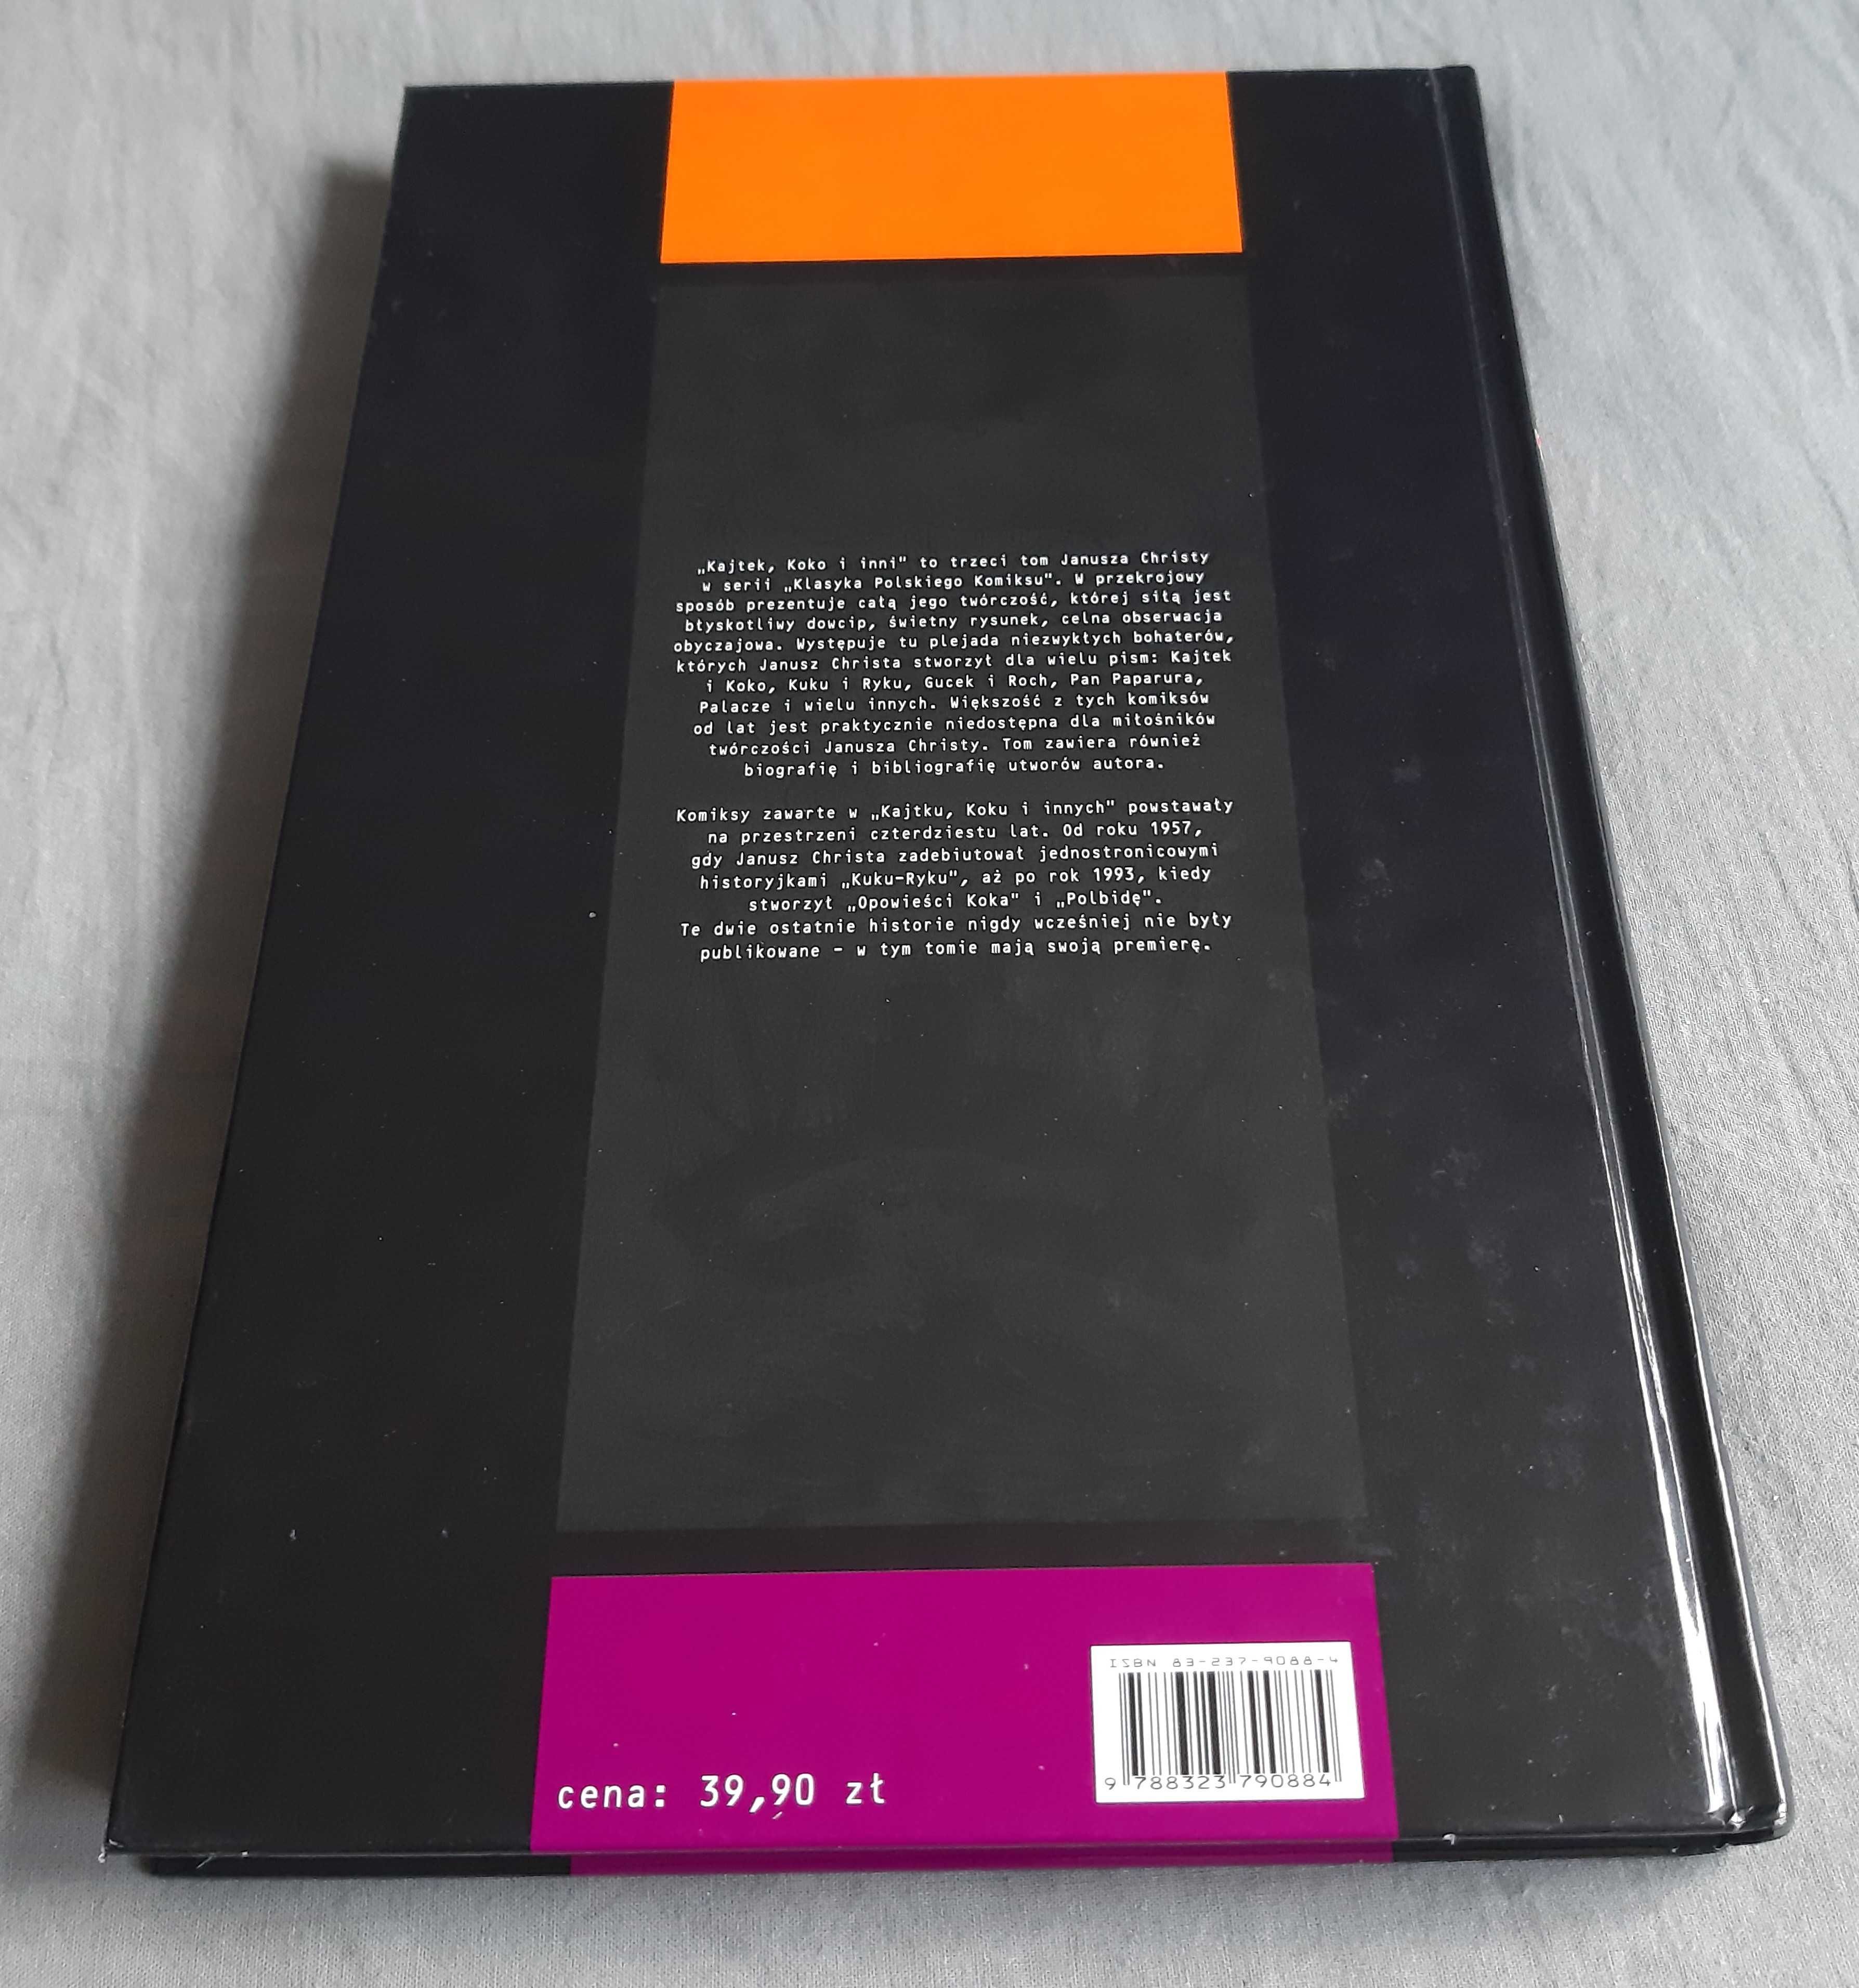 „Kajtek, Koko i inni" to trzeci tom Janusza Christy
w serii „Klasyka Polskiego Komiksu". W przekrojowy
sposób prezentuje całą jego twórczość, której siłą jest
błyskotliwy dowcip, świetny rysunek, celna obserwacja
obyczajowa. Występuje tu plejada niezwykłych bohaterów,
których Janusz Christa stworzył dla wielu pism: Kajtek
i Koko, Kuku i Ryku, Gucek i Roch, Pan Paparura,
Palacze i wielu innych. Większość z tych komiksów
od lat jest praktycznie niedostępna dla miłośników
twórczości Janusza Christy. Tom zawiera również
biografię i bibliografię utworów autora.
Komiksy zawarte w „Kajtku, Koku i innych" powstawały
na przestrzeni czterdziestu lat. Od roku 1957,
gdy Janusz Christa zadebiutował jednostronicowymi
historyjkami „Kuku-Ryku", aż po rok 1993, kiedy
stworzył „Opowieści Koka" i „Polbidę".
Te dwie ostatnie historie nigdy wcześniej nie były
publikowane – w tym tomie mają swoją premierę.
cena: 39,90 zł
ISBN 83-237-9088-4
9 788323 790884